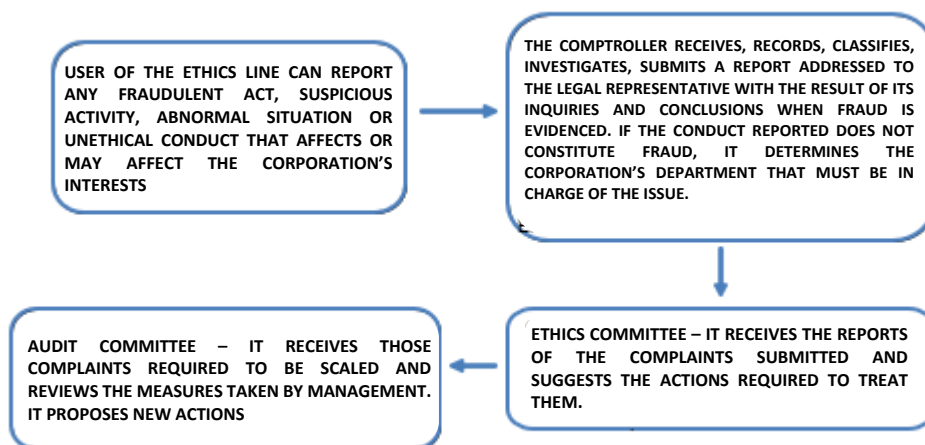 USER OF THE ETHICS LINE CAN REPORT
ANY FRAUDULENT ACT, SUSPICIOUS
ACTIVITY, ABNORMAL SITUATION OR
UNETHICAL CONDUCT THAT AFFECTS OR
MAY AFFECT THE CORPORATION'S
INTERESTS
THE COMPTROLLER RECEIVES, RECORDS, CLASSIFIES,
INVESTIGATES, SUBMITS A REPORT ADDRESSED TO
THE LEGAL REPRESENTATIVE WITH THE RESULT OF ITS
INQUIRIES AND CONCLUSIONS WHEN FRAUD IS
EVIDENCED. IF THE CONDUCT REPORTED DOES NOT
CONSTITUTE FRAUD, IT DETERMINES THE
CORPORATION'S DEPARTMENT THAT MUST BE IN
CHARGE OF THE ISSUE.
ETHICS COMMITTEE – IT RECEIVES THE REPORTS
OF THE COMPLAINTS SUBMITTED AND
SUGGESTS THE ACTIONS REQUIRED TO TREAT
THEM.
AUDIT COMMITTEE – IT RECEIVES THOSE
COMPLAINTS REQUIRED TO BE SCALED AND
REVIEWS THE MEASURES TAKEN BY MANAGEMENT.
IT PROPOSES NEW ACTIONS